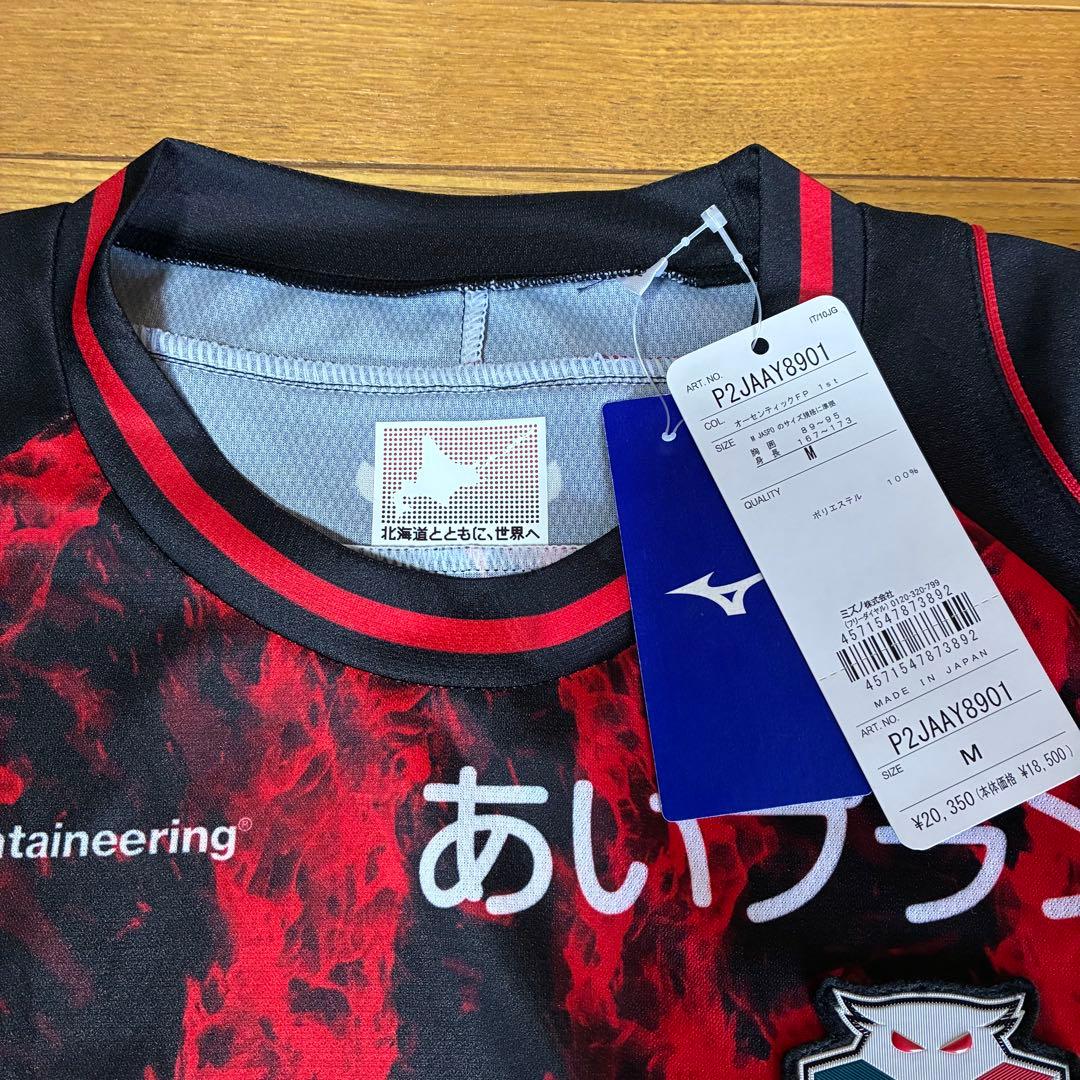 IT/10JG
ART. NO.
P2JAAY8901
COL. オーセンティックFP 1st
SIZE M JASPO のサイズ規格に準拠
胸囲 89~95
身長 167~173
M
QUALITY
ポリエステル 100%
ミズノ株式会社
(フリーダイヤル) 0120-320-799
4571547873892
4571547873892
MADE IN JAPAN
ART. NO.
P2JAAY8901
SIZE M
¥20,350(本体価格 ¥18,500)
北海道とともに、世界へ
ntaineering®
あいプラン